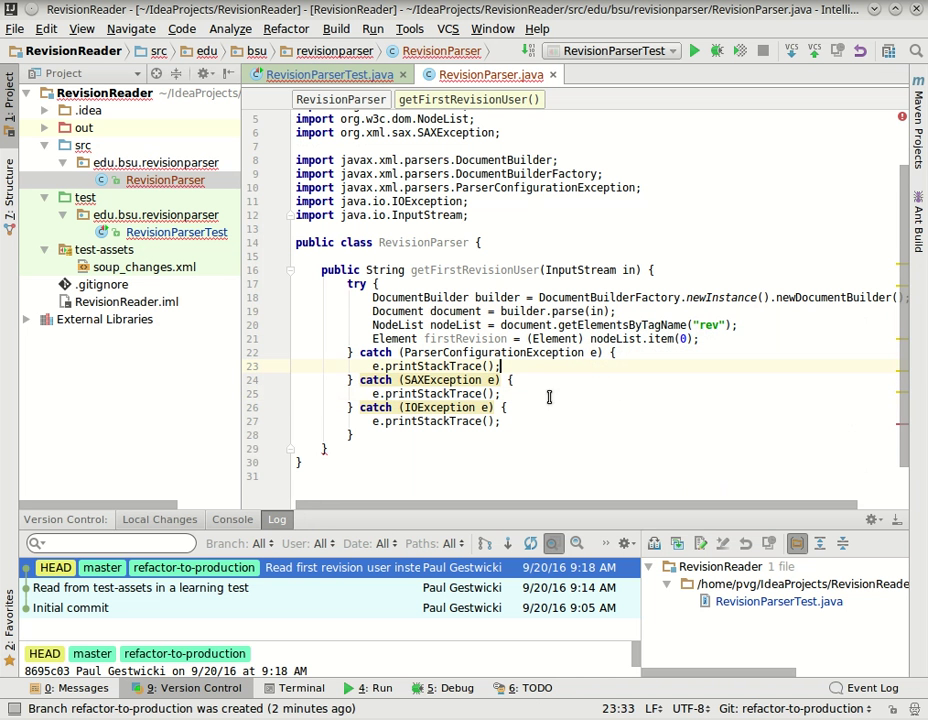 RevisionReader - [~/IdeaProjects/RevisionReader] - [RevisionReader] - ~/IdeaProjects/RevisionReader/src/edu/bsu/revisionparser/RevisionParser.java - Intelli...
File Edit View Navigate Code Analyze Refactor Build Run Tools VCS Window Help
RevisionReader src edu bsu revisionparser RevisionParser RevisionParserTest VCS VCS
Project RevisionParserTest.java RevisionParser.java
RevisionParser getFirstRevisionUser()
1: Project
7: Structure
2: Favorites
RevisionReader ~/IdeaProjects/
.idea
out
src
edu.bsu.revisionparser
RevisionParser
test
edu.bsu.revisionparser
RevisionParserTest
test-assets
soup_changes.xml
.gitignore
RevisionReader.iml
External Libraries
5 import org.w3c.dom.NodeList;
6 import org.xml.sax.SAXException;
7
8 import javax.xml.parsers.DocumentBuilder;
9 import javax.xml.parsers.DocumentBuilderFactory;
10 import javax.xml.parsers.ParserConfigurationException;
11 import java.io.IOException;
12 import java.io.InputStream;
13
14 public class RevisionParser {
15
16 public String getFirstRevisionUser(InputStream in) {
17 try {
18 DocumentBuilder builder = DocumentBuilderFactory.newInstance().newDocumentBuilder();
19 Document document = builder.parse(in);
20 NodeList nodeList = document.getElementsByTagName("rev");
21 Element firstRevision = (Element) nodeList.item(0);
22 } catch (ParserConfigurationException e) {
23 e.printStackTrace();
24 } catch (SAXException e) {
25 e.printStackTrace();
26 } catch (IOException e) {
27 e.printStackTrace();
28 }
29 }
30 }
31
Maven Projects
Ant Build
Version Control: Local Changes Console Log
Branch: All User: All Date: All Paths: All
HEAD master refactor-to-production Read first revision user inste Paul Gestwicki 9/20/16 9:18 AM
Read from test-assets in a learning test Paul Gestwicki 9/20/16 9:14 AM
Initial commit Paul Gestwicki 9/20/16 9:05 AM
RevisionReader 1 file
/home/pvg/IdeaProjects/RevisionReade
RevisionParserTest.java
HEAD master refactor-to-production
8695c03 Paul Gestwicki on 9/20/16 at 9:18 AM
0: Messages 9: Version Control Terminal 4: Run 5: Debug 6: TODO Event Log
Branch refactor-to-production was created (2 minutes ago) 23:33 LF UTF-8 Git: refactor-to-production